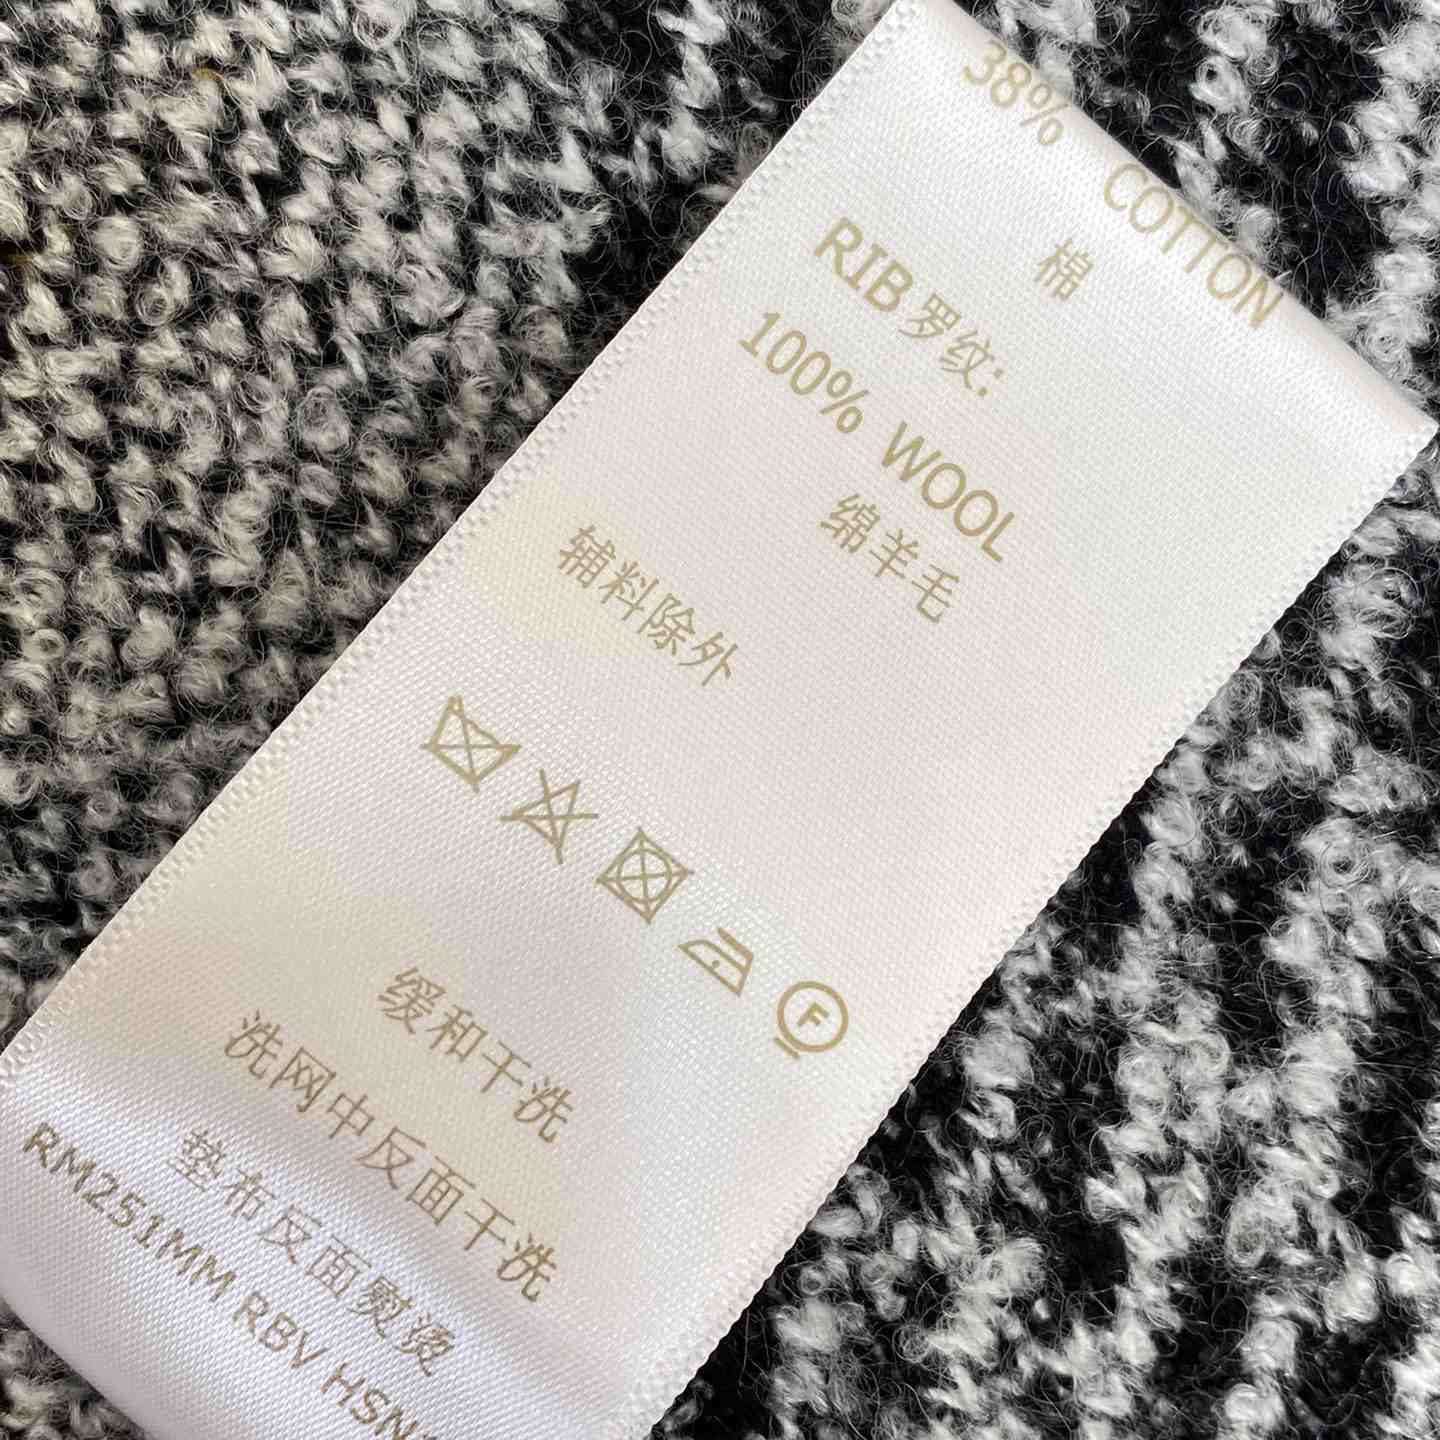 38% COTTON
棉
RIB 罗纹:
100% WOOL
绵羊毛
辅料除外
F
缓和干洗
洗网中反面干洗
垫布反面熨烫
RM251MM RBV HSN